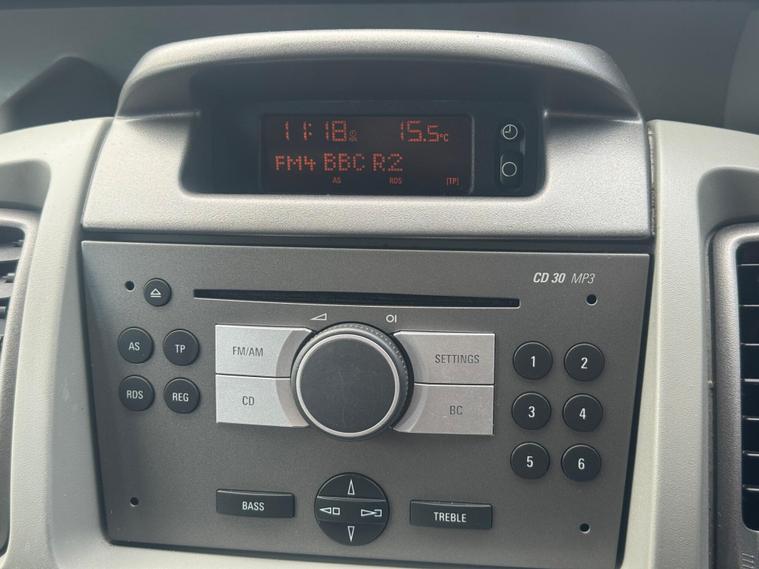 11:18 15.5°C
FM4 BBC R2
AS RDS [TP]
CD 30 MP3
AS TP
RDS REG
FM/AM
CD
SETTINGS
BC
1 2
3 4
5 6
BASS
TREBLE